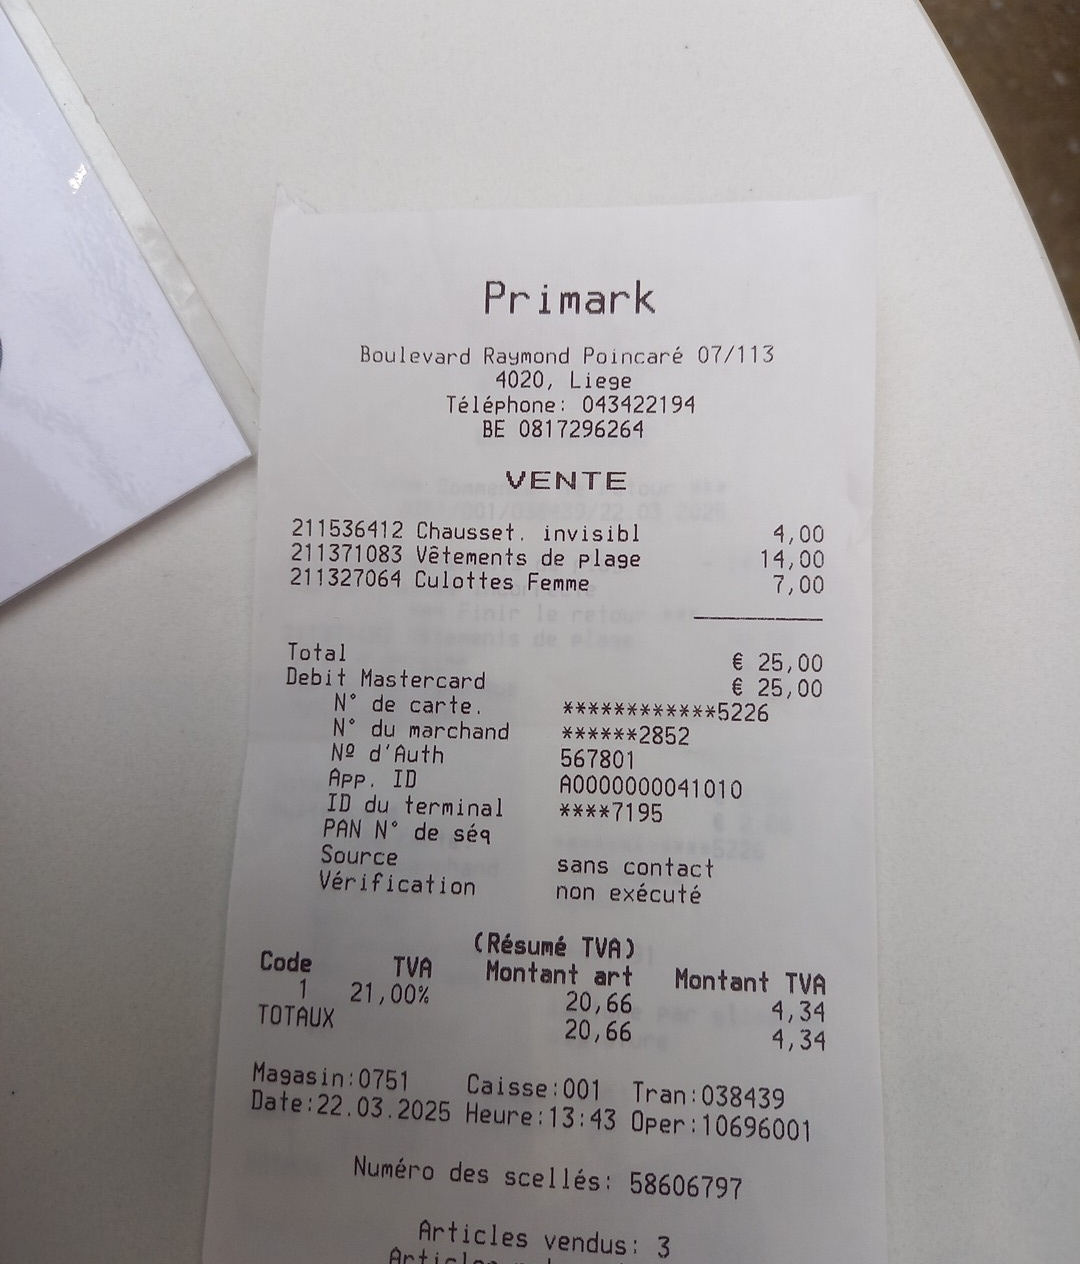 Primark
Boulevard Raymond Poincaré 07/113
4020, Liege
Téléphone: 043422194
BE 0817296264
VENTE
211536412 Chausset. invisibl 4,00
211371083 Vêtements de plage 14,00
211327064 Culottes Femme 7,00
Total € 25,00
Debit Mastercard € 25,00
N° de carte. ************5226
N° du marchand ******2852
Nº d'Auth 567801
App. ID A0000000041010
ID du terminal ****7195
PAN N° de séq
Source sans contact
Vérification non exécuté
(Résumé TVA)
Code TVA Montant art Montant TVA
1 21,00% 20,66 4,34
TOTAUX 20,66 4,34
Magasin:0751 Caisse:001 Tran:038439
Date:22.03.2025 Heure:13:43 Oper:10696001
Numéro des scellés: 58606797
Articles vendus: 3